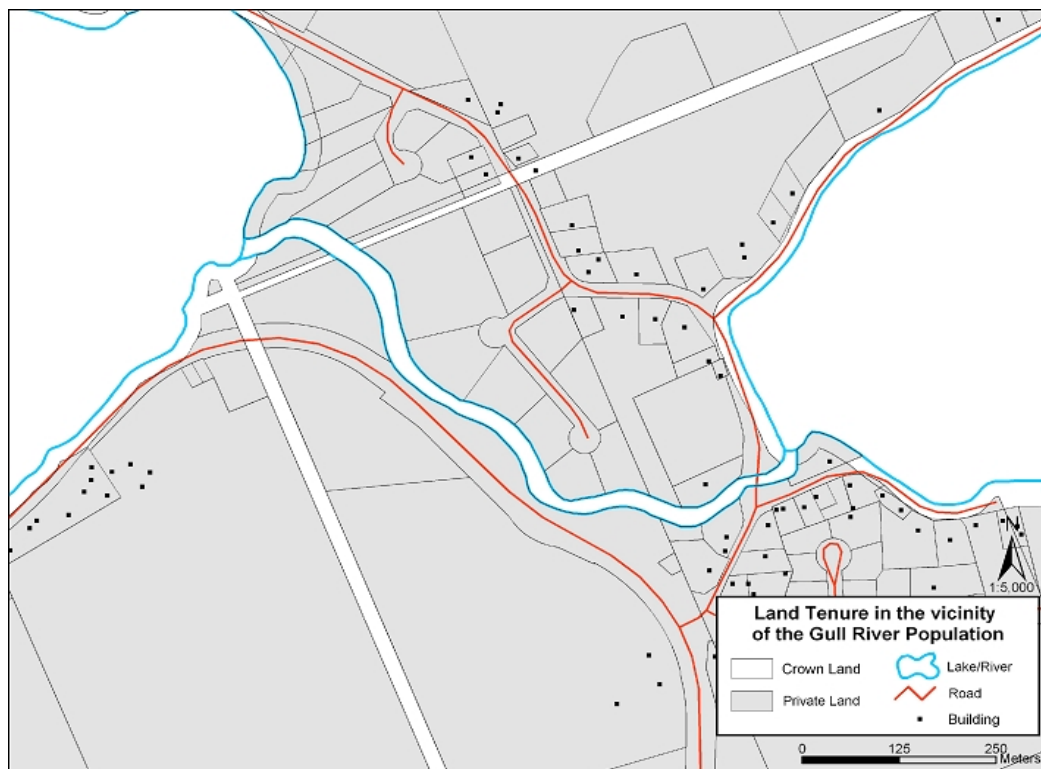 N
1:5,000
Land Tenure in the vicinity
of the Gull River Population
Crown Land
Lake/River
Private Land
Road
Building
0 125 250
Meters